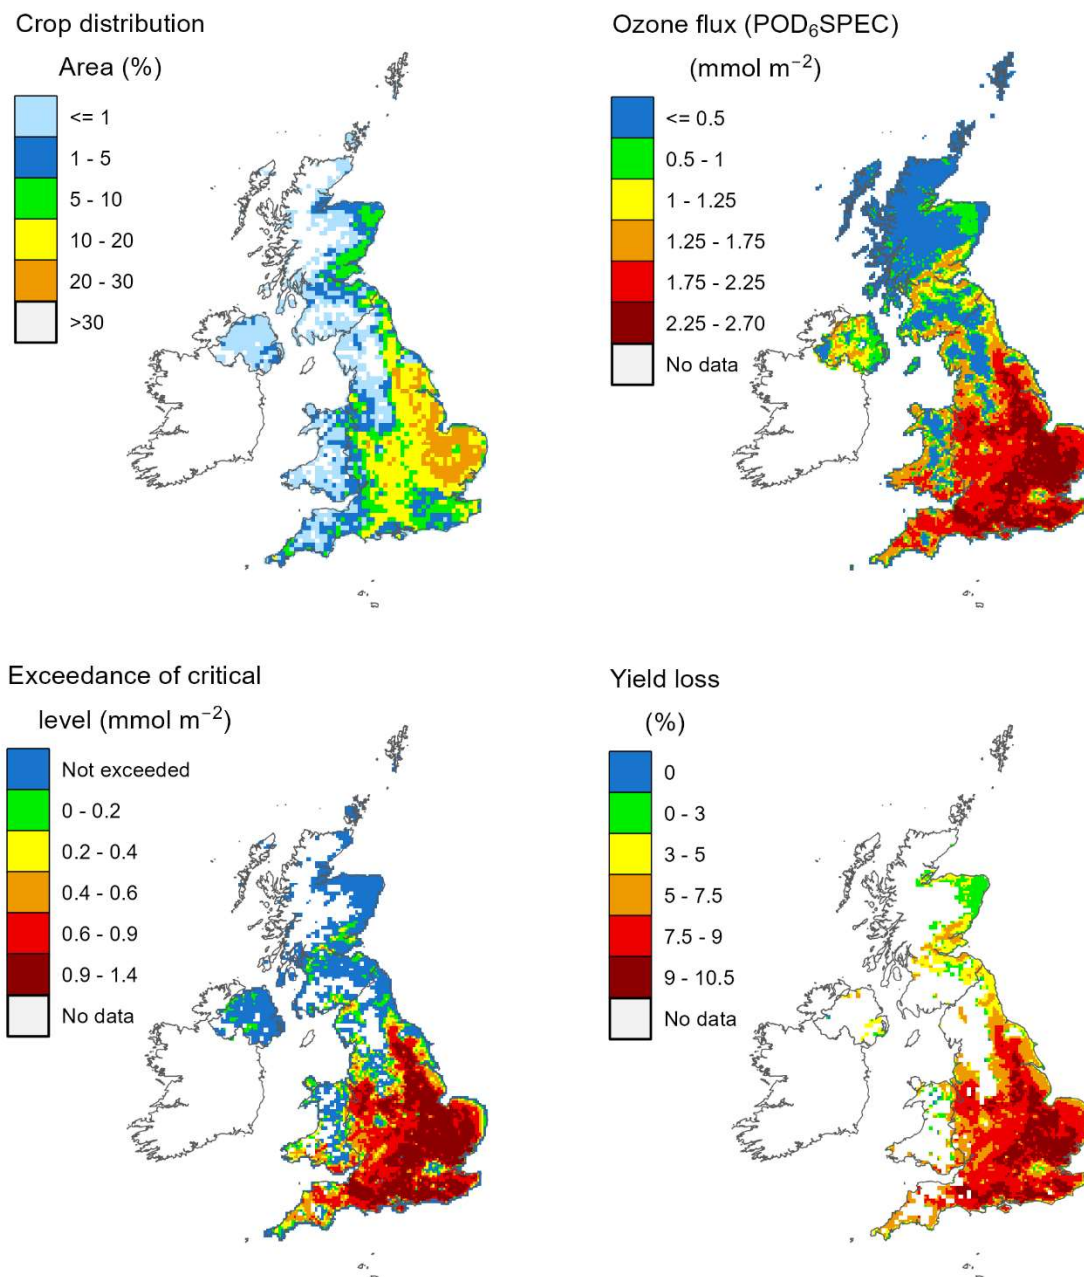 Crop distribution
Area (%)
<= 1
1 - 5
5 - 10
10 - 20
20 - 30
>30
Ozone flux (POD₆SPEC)
(mmol m⁻²)
<= 0.5
0.5 - 1
1 - 1.25
1.25 - 1.75
1.75 - 2.25
2.25 - 2.70
No data
Exceedance of critical
level (mmol m⁻²)
Not exceeded
0 - 0.2
0.2 - 0.4
0.4 - 0.6
0.6 - 0.9
0.9 - 1.4
No data
Yield loss
(%)
0
0 - 3
3 - 5
5 - 7.5
7.5 - 9
9 - 10.5
No data